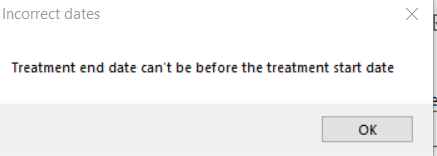 Incorrect dates
Treatment end date can't be before the treatment start date
OK